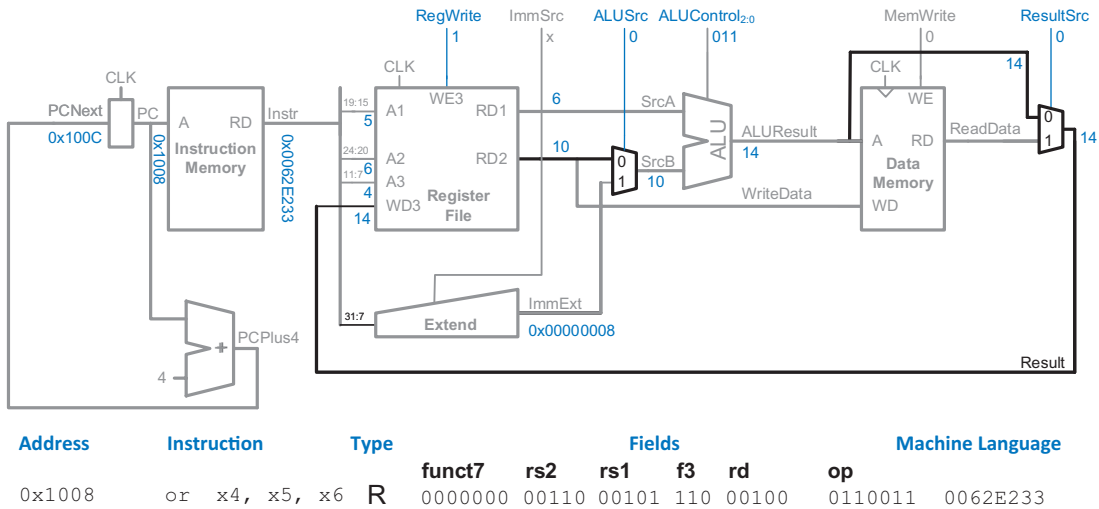 RegWrite ImmSrc ALUSrc ALUControl2:0 MemWrite ResultSrc
1 x 0 011 0 0
CLK CLK CLK 14
PCNext PC A RD Instr 19:15 A1 WE3 RD1 6 SrcA WE 0
0x100C 0x1008 Instruction Memory 0x0062E233 5 ALU ALUResult A RD ReadData 1 14
24:20 A2 RD2 10 0 SrcB 14 Data Memory
6 1 10
11:7 A3 Register File WriteData
4 WD3 WD
14
31:7 Extend ImmExt
0x00000008
+ PCPlus4
4 Result
Address Instruction Type Fields Machine Language
funct7 rs2 rs1 f3 rd op
0x1008 or x4, x5, x6 R 0000000 00110 00101 110 00100 0110011 0062E233